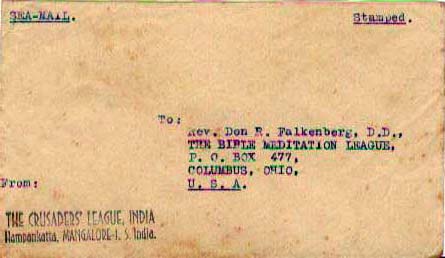 SEA-MAIL.
Stamped.
To:
Rev. Don R. Falkenberg, D.D.,
THE BIBLE MEDITATION LEAGUE,
P. O. BOX 477,
COLUMBUS, OHIO,
U. S. A.
From:
THE CRUSADERS' LEAGUE, INDIA
Hampankatta, MANGALORE-1. S. India.